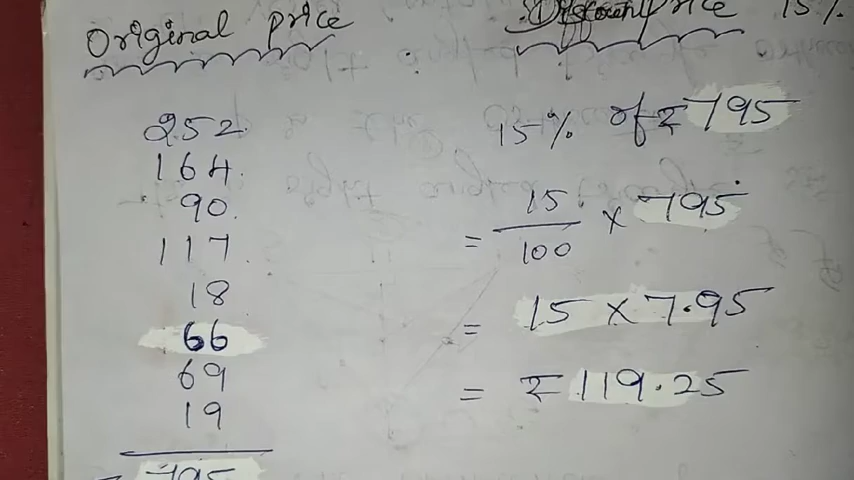 Original price
Discount price 15%
252.
164.
90.
117.
18
66
69
19
= 795
15% of ₹ 795
= 15/100 × 795
= 15 × 7.95
= ₹ 119.25